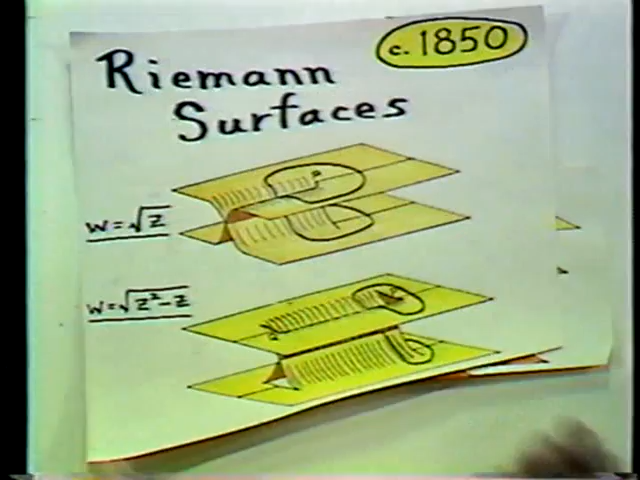 c. 1850
Riemann
Surfaces
w=√z
w=√z²-z